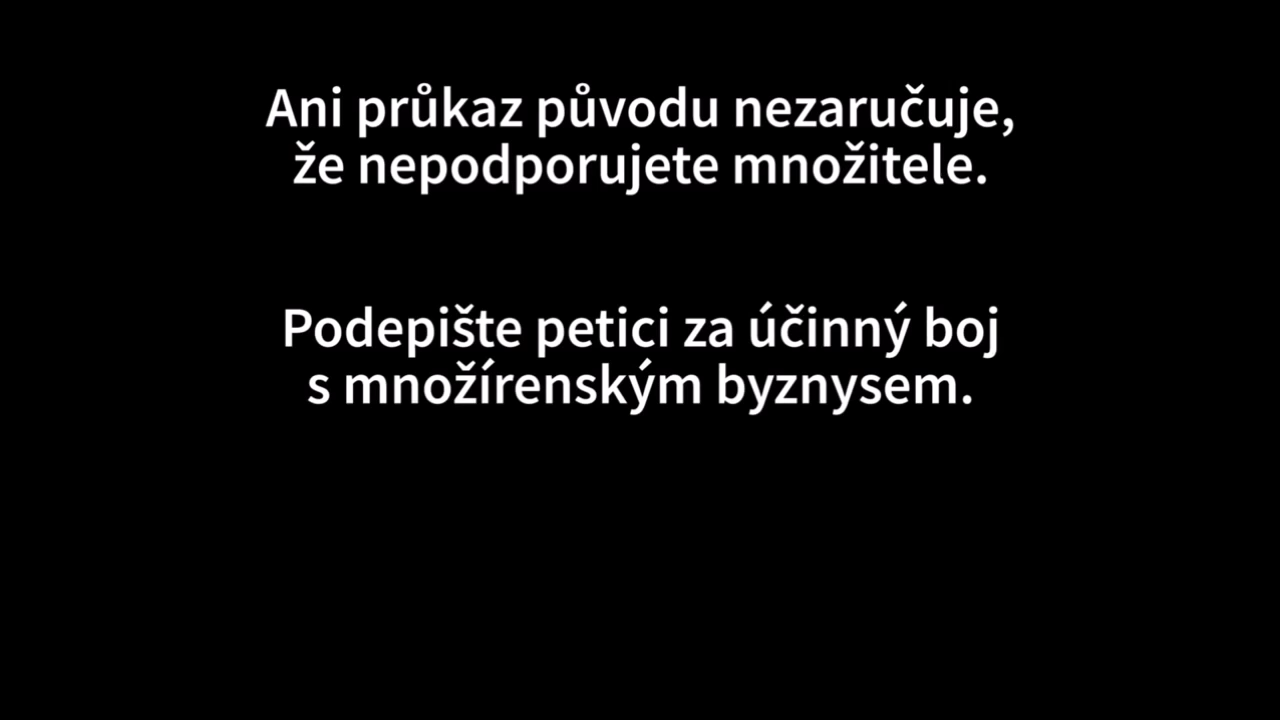 Ani průkaz původu nezaručuje,
že nepodporujete množitele.
Podepište petici za účinný boj
s množírenským byznysem.